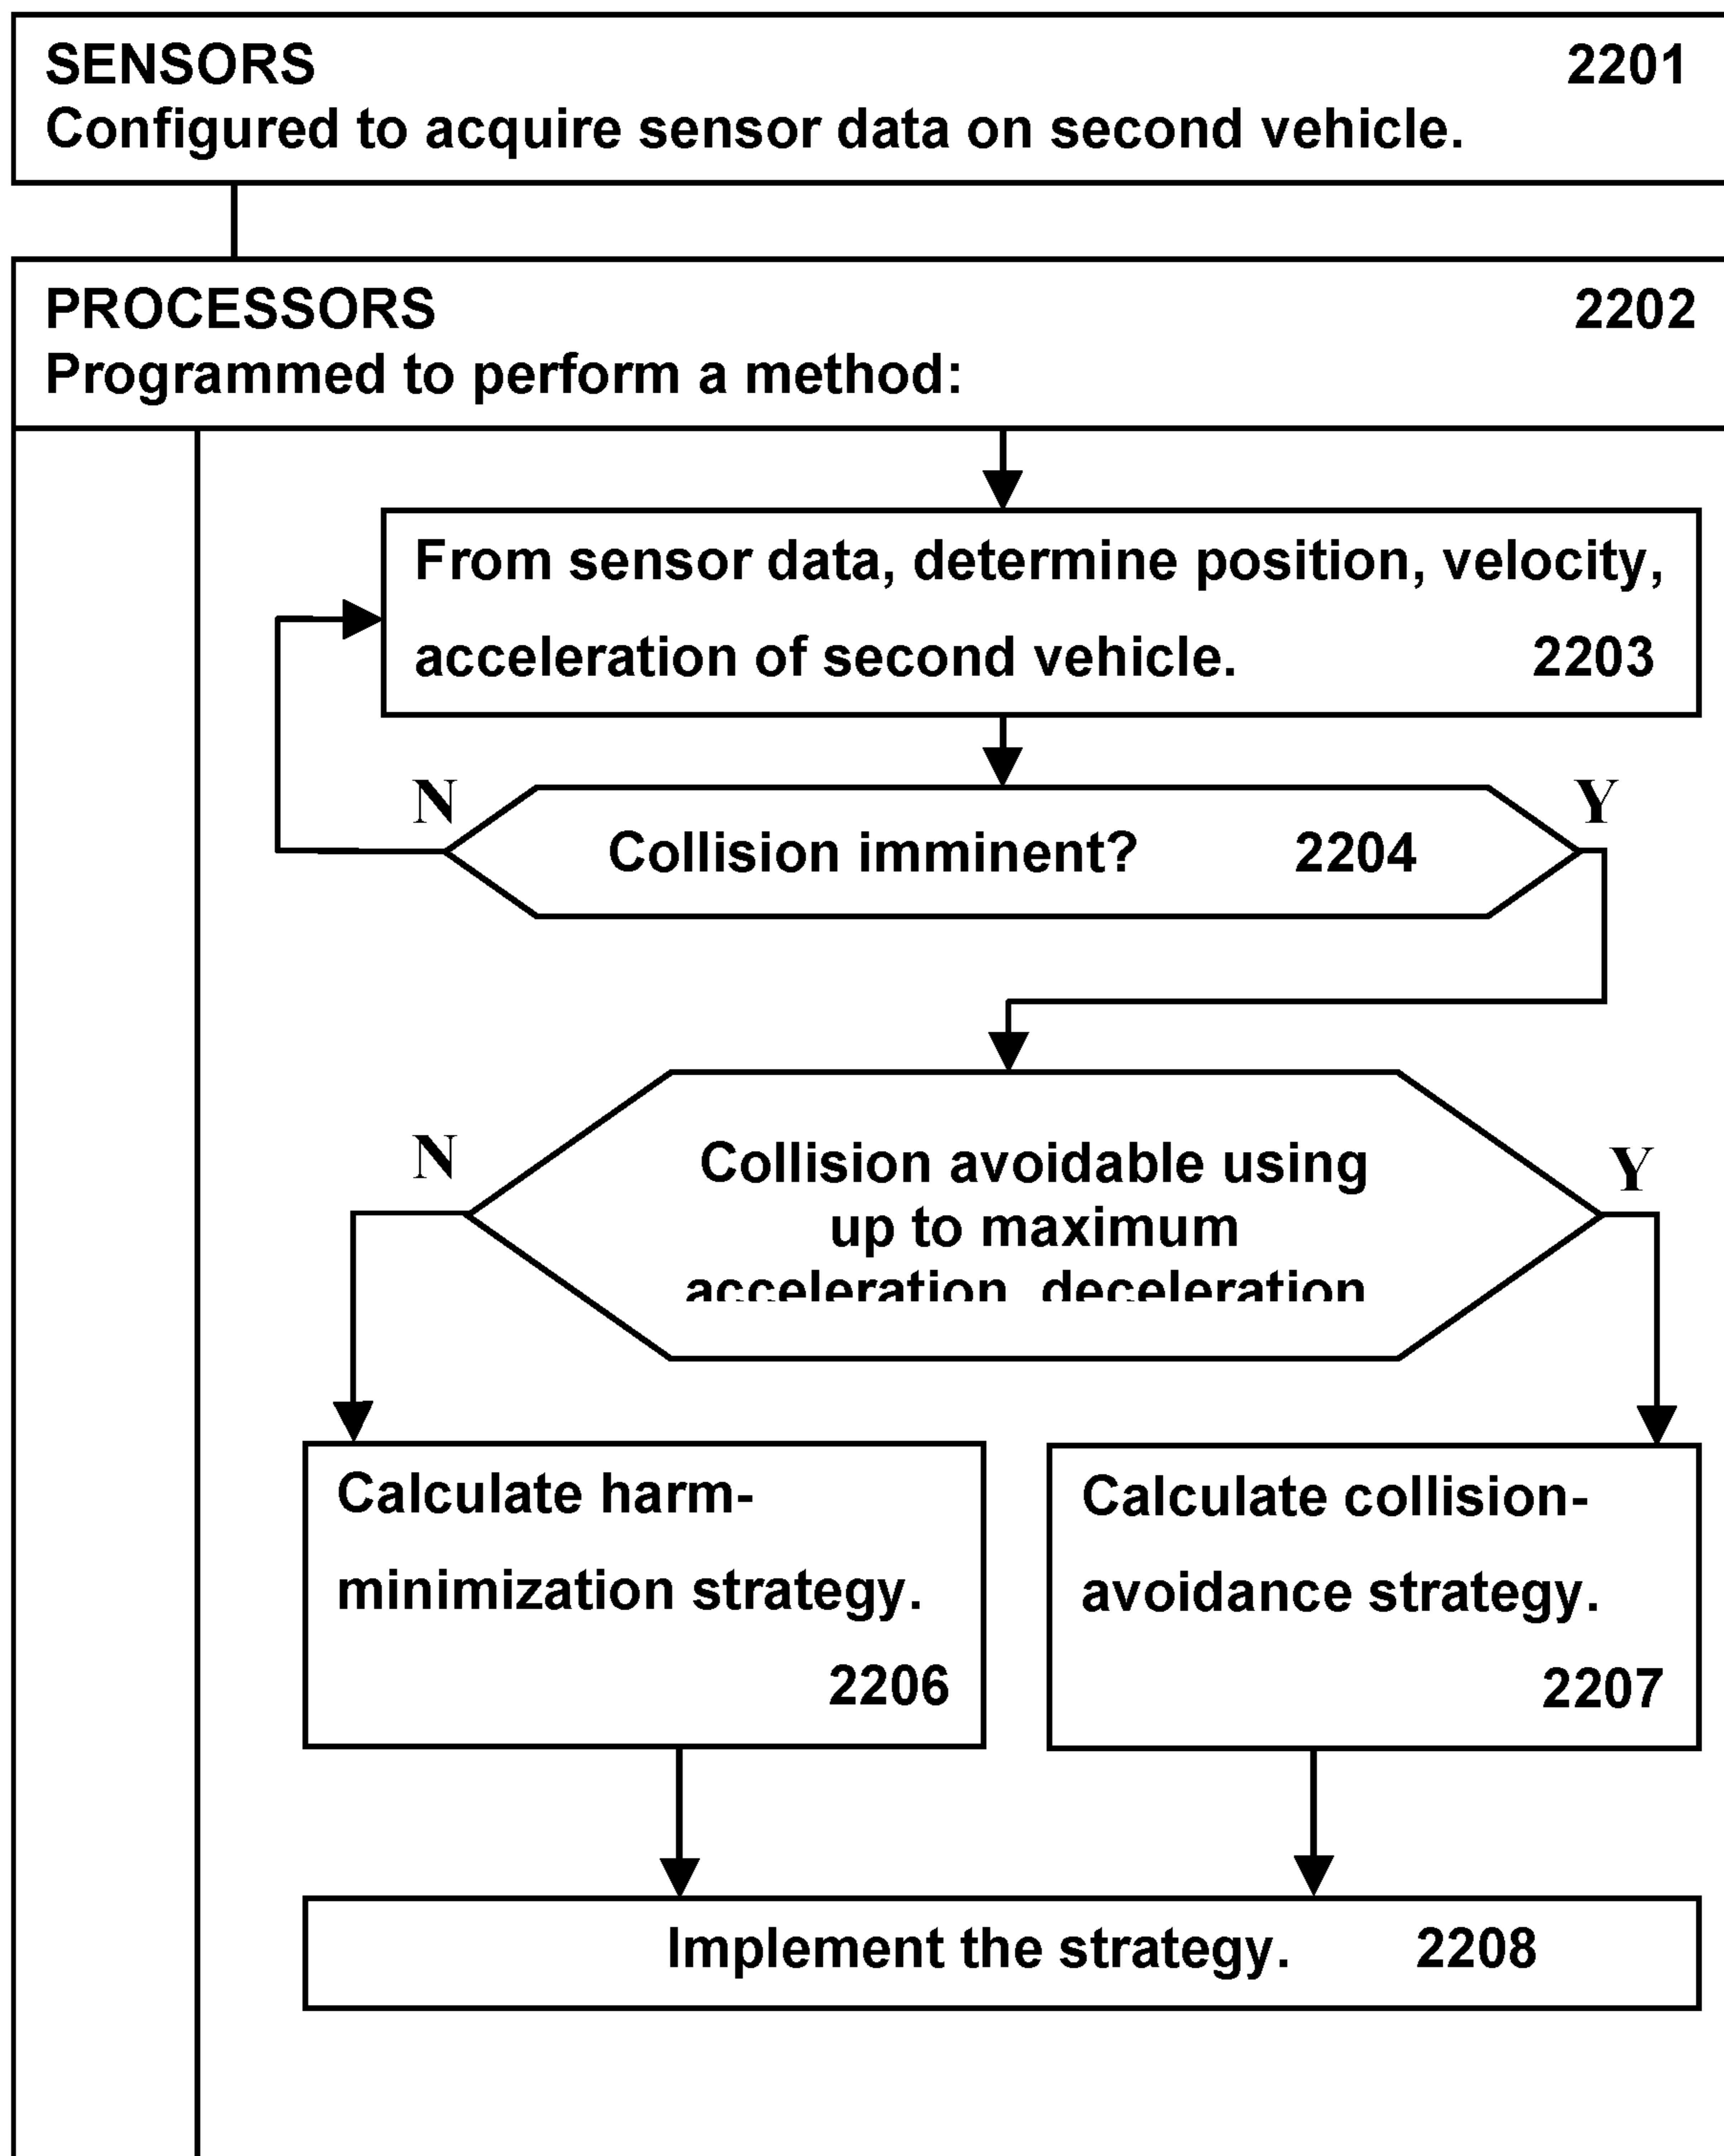 SENSORS 2201
Configured to acquire sensor data on second vehicle.
PROCESSORS 2202
Programmed to perform a method:
From sensor data, determine position, velocity,
acceleration of second vehicle. 2203
N Y
Collision imminent? 2204
N Y
Collision avoidable using
up to maximum
acceleration deceleration
Calculate harm-
minimization strategy.
2206
Calculate collision-
avoidance strategy.
2207
Implement the strategy. 2208